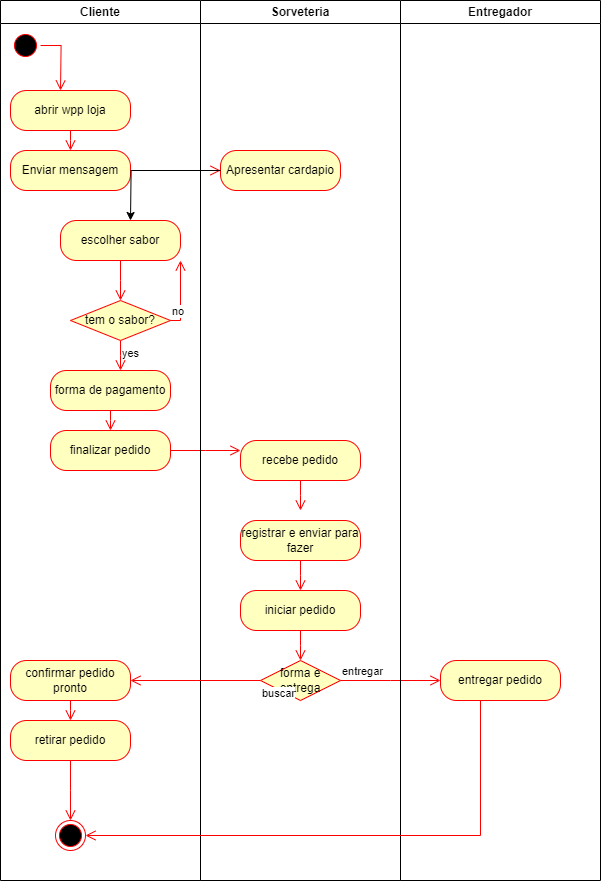 Cliente
Sorveteria
Entregador
abrir wpp loja
Enviar mensagem
Apresentar cardapio
escolher sabor
tem o sabor?
no
yes
forma de pagamento
finalizar pedido
recebe pedido
registrar e enviar para
fazer
iniciar pedido
confirmar pedido
pronto
forma e
entrega
buscar
entregar
entregar pedido
retirar pedido